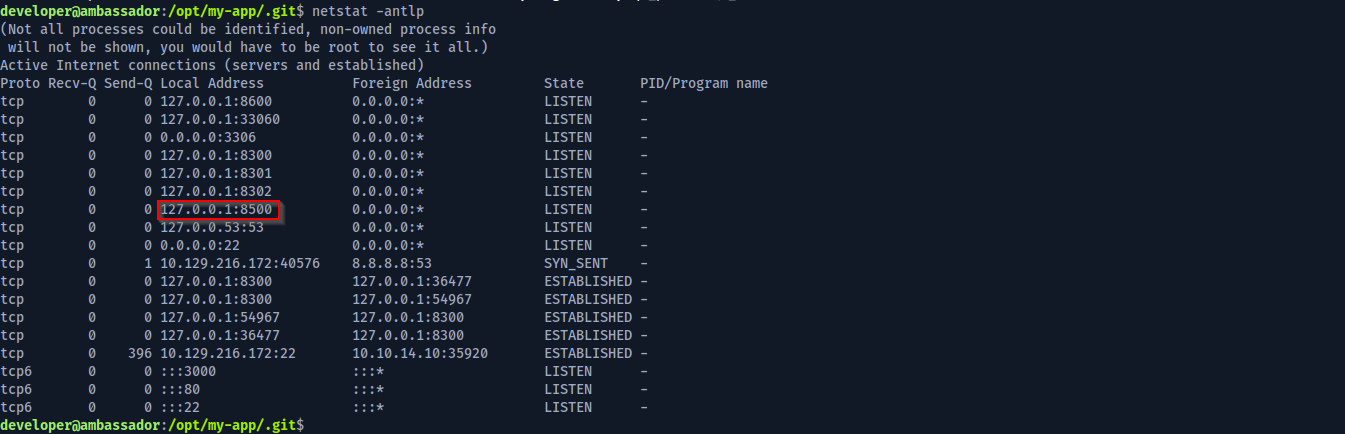 developer@ambassador:/opt/my-app/.git$ netstat -antlp
(Not all processes could be identified, non-owned process info
 will not be shown, you would have to be root to see it all.)
Active Internet connections (servers and established)
Proto Recv-Q Send-Q Local Address           Foreign Address         State       PID/Program name
tcp        0      0 127.0.0.1:8600          0.0.0.0:*               LISTEN      -
tcp        0      0 127.0.0.1:33060         0.0.0.0:*               LISTEN      -
tcp        0      0 0.0.0.0:3306            0.0.0.0:*               LISTEN      -
tcp        0      0 127.0.0.1:8300          0.0.0.0:*               LISTEN      -
tcp        0      0 127.0.0.1:8301          0.0.0.0:*               LISTEN      -
tcp        0      0 127.0.0.1:8302          0.0.0.0:*               LISTEN      -
tcp        0      0 127.0.0.1:8500          0.0.0.0:*               LISTEN      -
tcp        0      0 127.0.0.53:53           0.0.0.0:*               LISTEN      -
tcp        0      0 0.0.0.0:22              0.0.0.0:*               LISTEN      -
tcp        0      1 10.129.216.172:40576    8.8.8.8:53              SYN_SENT    -
tcp        0      0 127.0.0.1:8300          127.0.0.1:36477         ESTABLISHED -
tcp        0      0 127.0.0.1:8300          127.0.0.1:54967         ESTABLISHED -
tcp        0      0 127.0.0.1:54967         127.0.0.1:8300          ESTABLISHED -
tcp        0      0 127.0.0.1:36477         127.0.0.1:8300          ESTABLISHED -
tcp        0    396 10.129.216.172:22       10.10.14.10:35920       ESTABLISHED -
tcp6       0      0 :::3000                 :::*                    LISTEN      -
tcp6       0      0 :::80                   :::*                    LISTEN      -
tcp6       0      0 :::22                   :::*                    LISTEN      -
developer@ambassador:/opt/my-app/.git$